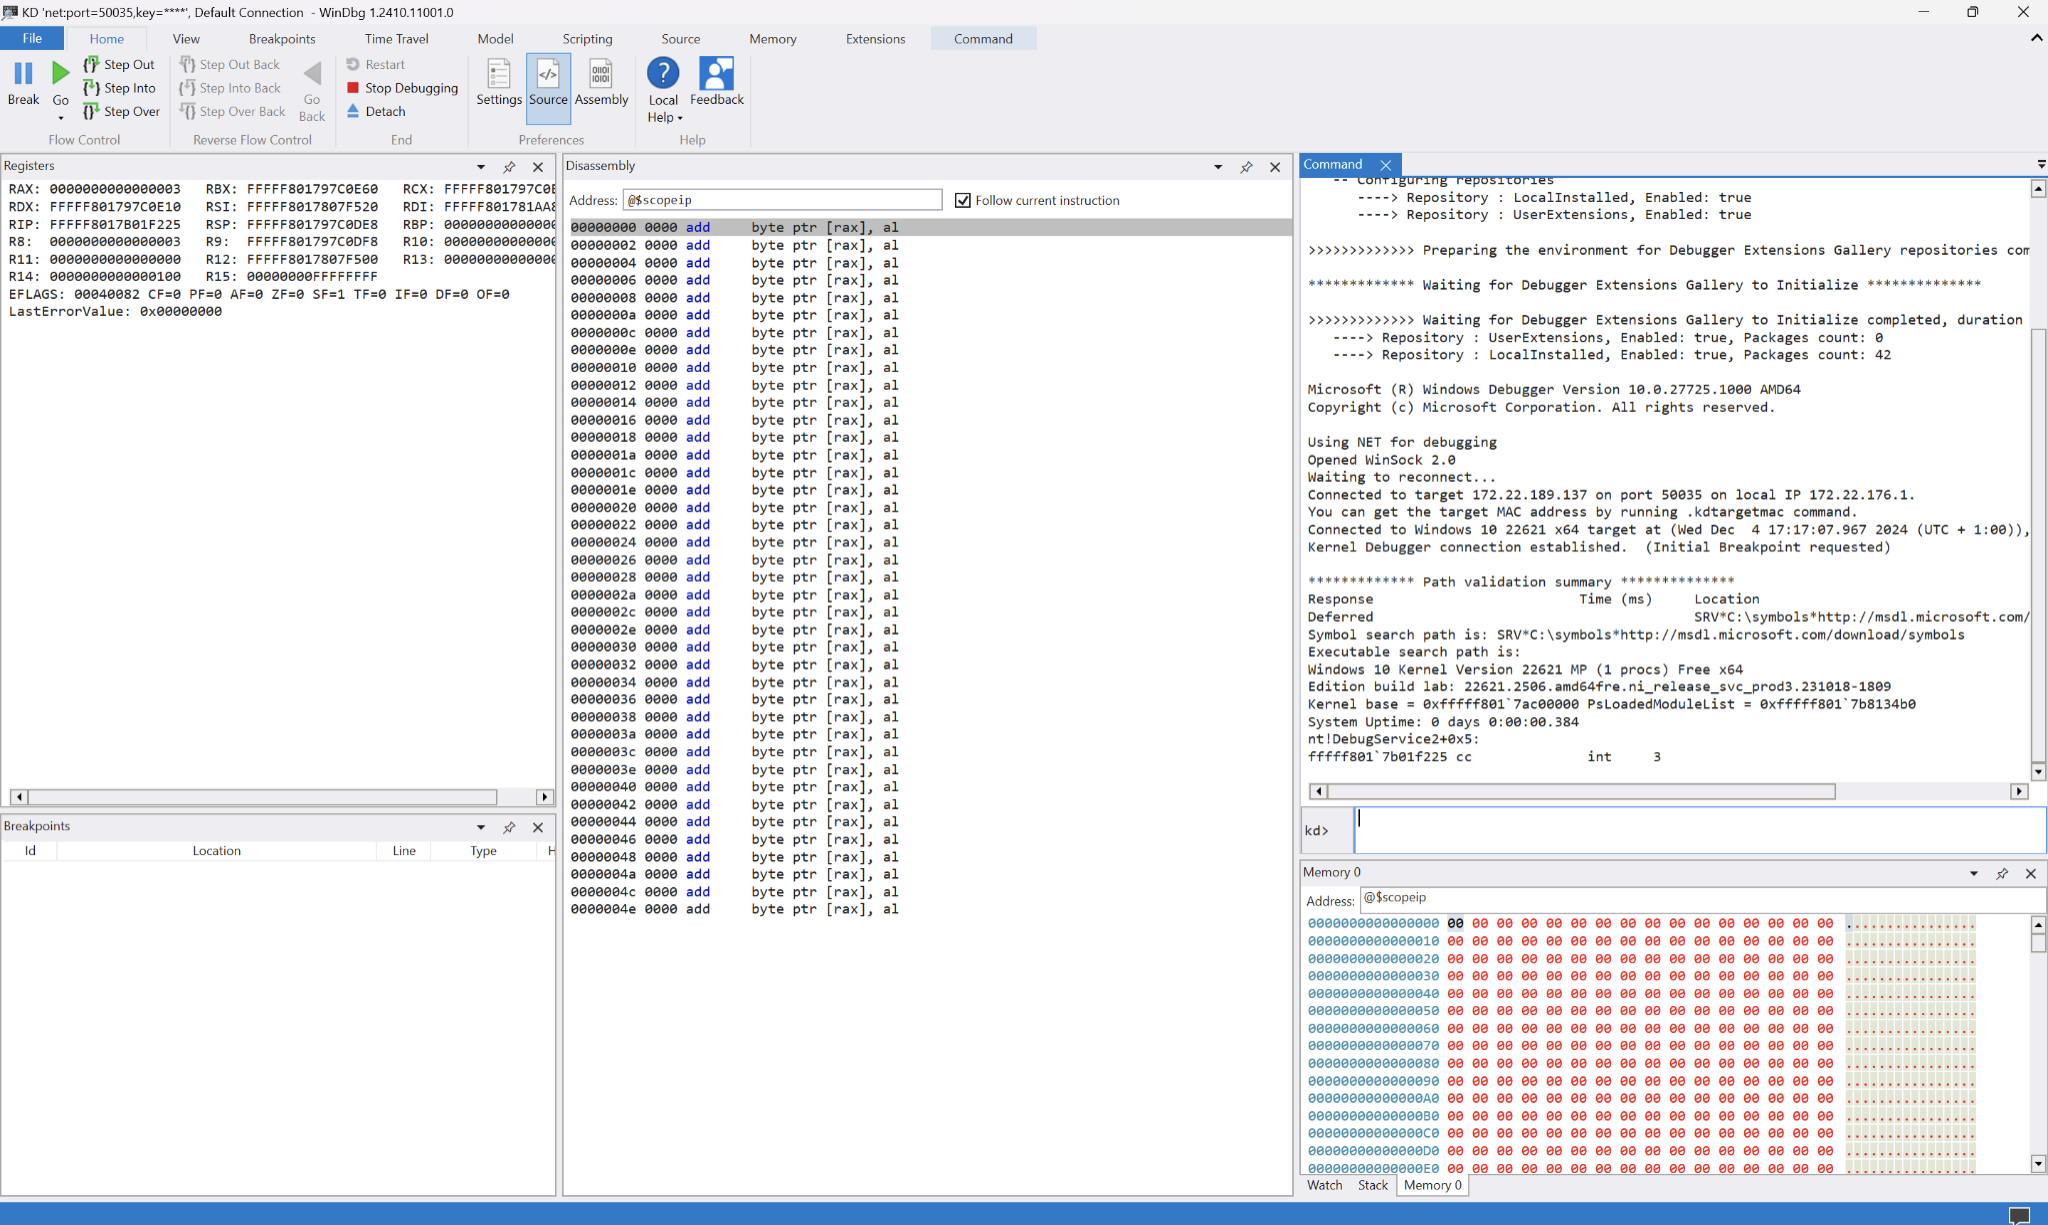 KD 'net:port=50035,key=****', Default Connection - WinDbg 1.2410.11001.0
File Home View Breakpoints Time Travel Model Scripting Source Memory Extensions Command
Break
Go
Step Out
Step Into
Step Over
Flow Control
Step Out Back
Step Into Back
Step Over Back
Go Back
Reverse Flow Control
Restart
Stop Debugging
Detach
End
Settings
Source
Assembly
Preferences
Local Help
Feedback
Help
Registers
RAX: 0000000000000003 RBX: FFFFF801797C0E60 RCX: FFFFF801797C0E
RDX: FFFFF801797C0E10 RSI: FFFFF8017807F520 RDI: FFFFF801781AA8
RIP: FFFFF8017B01F225 RSP: FFFFF801797C0DE8 RBP: 00000000000000
R8: 0000000000000003 R9: FFFFF801797C0DF8 R10: 00000000000000
R11: 0000000000000000 R12: FFFFF8017807F500 R13: 00000000000000
R14: 0000000000000100 R15: 00000000FFFFFFFF
EFLAGS: 00040082 CF=0 PF=0 AF=0 ZF=0 SF=1 TF=0 IF=0 DF=0 OF=0
LastErrorValue: 0x00000000
Breakpoints
Id Location Line Type H
Disassembly
Address: @$scopeip Follow current instruction
00000000 0000 add byte ptr [rax], al
00000002 0000 add byte ptr [rax], al
00000004 0000 add byte ptr [rax], al
00000006 0000 add byte ptr [rax], al
00000008 0000 add byte ptr [rax], al
0000000a 0000 add byte ptr [rax], al
0000000c 0000 add byte ptr [rax], al
0000000e 0000 add byte ptr [rax], al
00000010 0000 add byte ptr [rax], al
00000012 0000 add byte ptr [rax], al
00000014 0000 add byte ptr [rax], al
00000016 0000 add byte ptr [rax], al
00000018 0000 add byte ptr [rax], al
0000001a 0000 add byte ptr [rax], al
0000001c 0000 add byte ptr [rax], al
0000001e 0000 add byte ptr [rax], al
00000020 0000 add byte ptr [rax], al
00000022 0000 add byte ptr [rax], al
00000024 0000 add byte ptr [rax], al
00000026 0000 add byte ptr [rax], al
00000028 0000 add byte ptr [rax], al
0000002a 0000 add byte ptr [rax], al
0000002c 0000 add byte ptr [rax], al
0000002e 0000 add byte ptr [rax], al
00000030 0000 add byte ptr [rax], al
00000032 0000 add byte ptr [rax], al
00000034 0000 add byte ptr [rax], al
00000036 0000 add byte ptr [rax], al
00000038 0000 add byte ptr [rax], al
0000003a 0000 add byte ptr [rax], al
0000003c 0000 add byte ptr [rax], al
0000003e 0000 add byte ptr [rax], al
00000040 0000 add byte ptr [rax], al
00000042 0000 add byte ptr [rax], al
00000044 0000 add byte ptr [rax], al
00000046 0000 add byte ptr [rax], al
00000048 0000 add byte ptr [rax], al
0000004a 0000 add byte ptr [rax], al
0000004c 0000 add byte ptr [rax], al
0000004e 0000 add byte ptr [rax], al
Command
-- Configuring repositories
----> Repository : LocalInstalled, Enabled: true
----> Repository : UserExtensions, Enabled: true
>>>>>>>>>>>>> Preparing the environment for Debugger Extensions Gallery repositories com
************* Waiting for Debugger Extensions Gallery to Initialize **************
>>>>>>>>>>>>> Waiting for Debugger Extensions Gallery to Initialize completed, duration
----> Repository : UserExtensions, Enabled: true, Packages count: 0
----> Repository : LocalInstalled, Enabled: true, Packages count: 42
Microsoft (R) Windows Debugger Version 10.0.27725.1000 AMD64
Copyright (c) Microsoft Corporation. All rights reserved.
Using NET for debugging
Opened WinSock 2.0
Waiting to reconnect...
Connected to target 172.22.189.137 on port 50035 on local IP 172.22.176.1.
You can get the target MAC address by running .kdtargetmac command.
Connected to Windows 10 22621 x64 target at (Wed Dec  4 17:17:07.967 2024 (UTC + 1:00)),
Kernel Debugger connection established.  (Initial Breakpoint requested)
************* Path validation summary **************
Response Time (ms) Location
Deferred SRV*C:\symbols*http://msdl.microsoft.com/
Symbol search path is: SRV*C:\symbols*http://msdl.microsoft.com/download/symbols
Executable search path is:
Windows 10 Kernel Version 22621 MP (1 procs) Free x64
Edition build lab: 22621.2506.amd64fre.ni_release_svc_prod3.231018-1809
Kernel base = 0xfffff801`7ac00000 PsLoadedModuleList = 0xfffff801`7b8134b0
System Uptime: 0 days 0:00:00.384
nt!DebugService2+0x5:
fffff801`7b01f225 cc int 3
kd>
Memory 0
Address: @$scopeip
0000000000000000 00 00 00 00 00 00 00 00 00 00 00 00 00 00 00 00 ................
0000000000000010 00 00 00 00 00 00 00 00 00 00 00 00 00 00 00 00 ................
0000000000000020 00 00 00 00 00 00 00 00 00 00 00 00 00 00 00 00 ................
0000000000000030 00 00 00 00 00 00 00 00 00 00 00 00 00 00 00 00 ................
0000000000000040 00 00 00 00 00 00 00 00 00 00 00 00 00 00 00 00 ................
0000000000000050 00 00 00 00 00 00 00 00 00 00 00 00 00 00 00 00 ................
0000000000000060 00 00 00 00 00 00 00 00 00 00 00 00 00 00 00 00 ................
0000000000000070 00 00 00 00 00 00 00 00 00 00 00 00 00 00 00 00 ................
0000000000000080 00 00 00 00 00 00 00 00 00 00 00 00 00 00 00 00 ................
0000000000000090 00 00 00 00 00 00 00 00 00 00 00 00 00 00 00 00 ................
00000000000000A0 00 00 00 00 00 00 00 00 00 00 00 00 00 00 00 00 ................
00000000000000B0 00 00 00 00 00 00 00 00 00 00 00 00 00 00 00 00 ................
00000000000000C0 00 00 00 00 00 00 00 00 00 00 00 00 00 00 00 00 ................
00000000000000D0 00 00 00 00 00 00 00 00 00 00 00 00 00 00 00 00 ................
00000000000000E0 00 00 00 00 00 00 00 00 00 00 00 00 00 00 00 00 ................
Watch Stack Memory 0